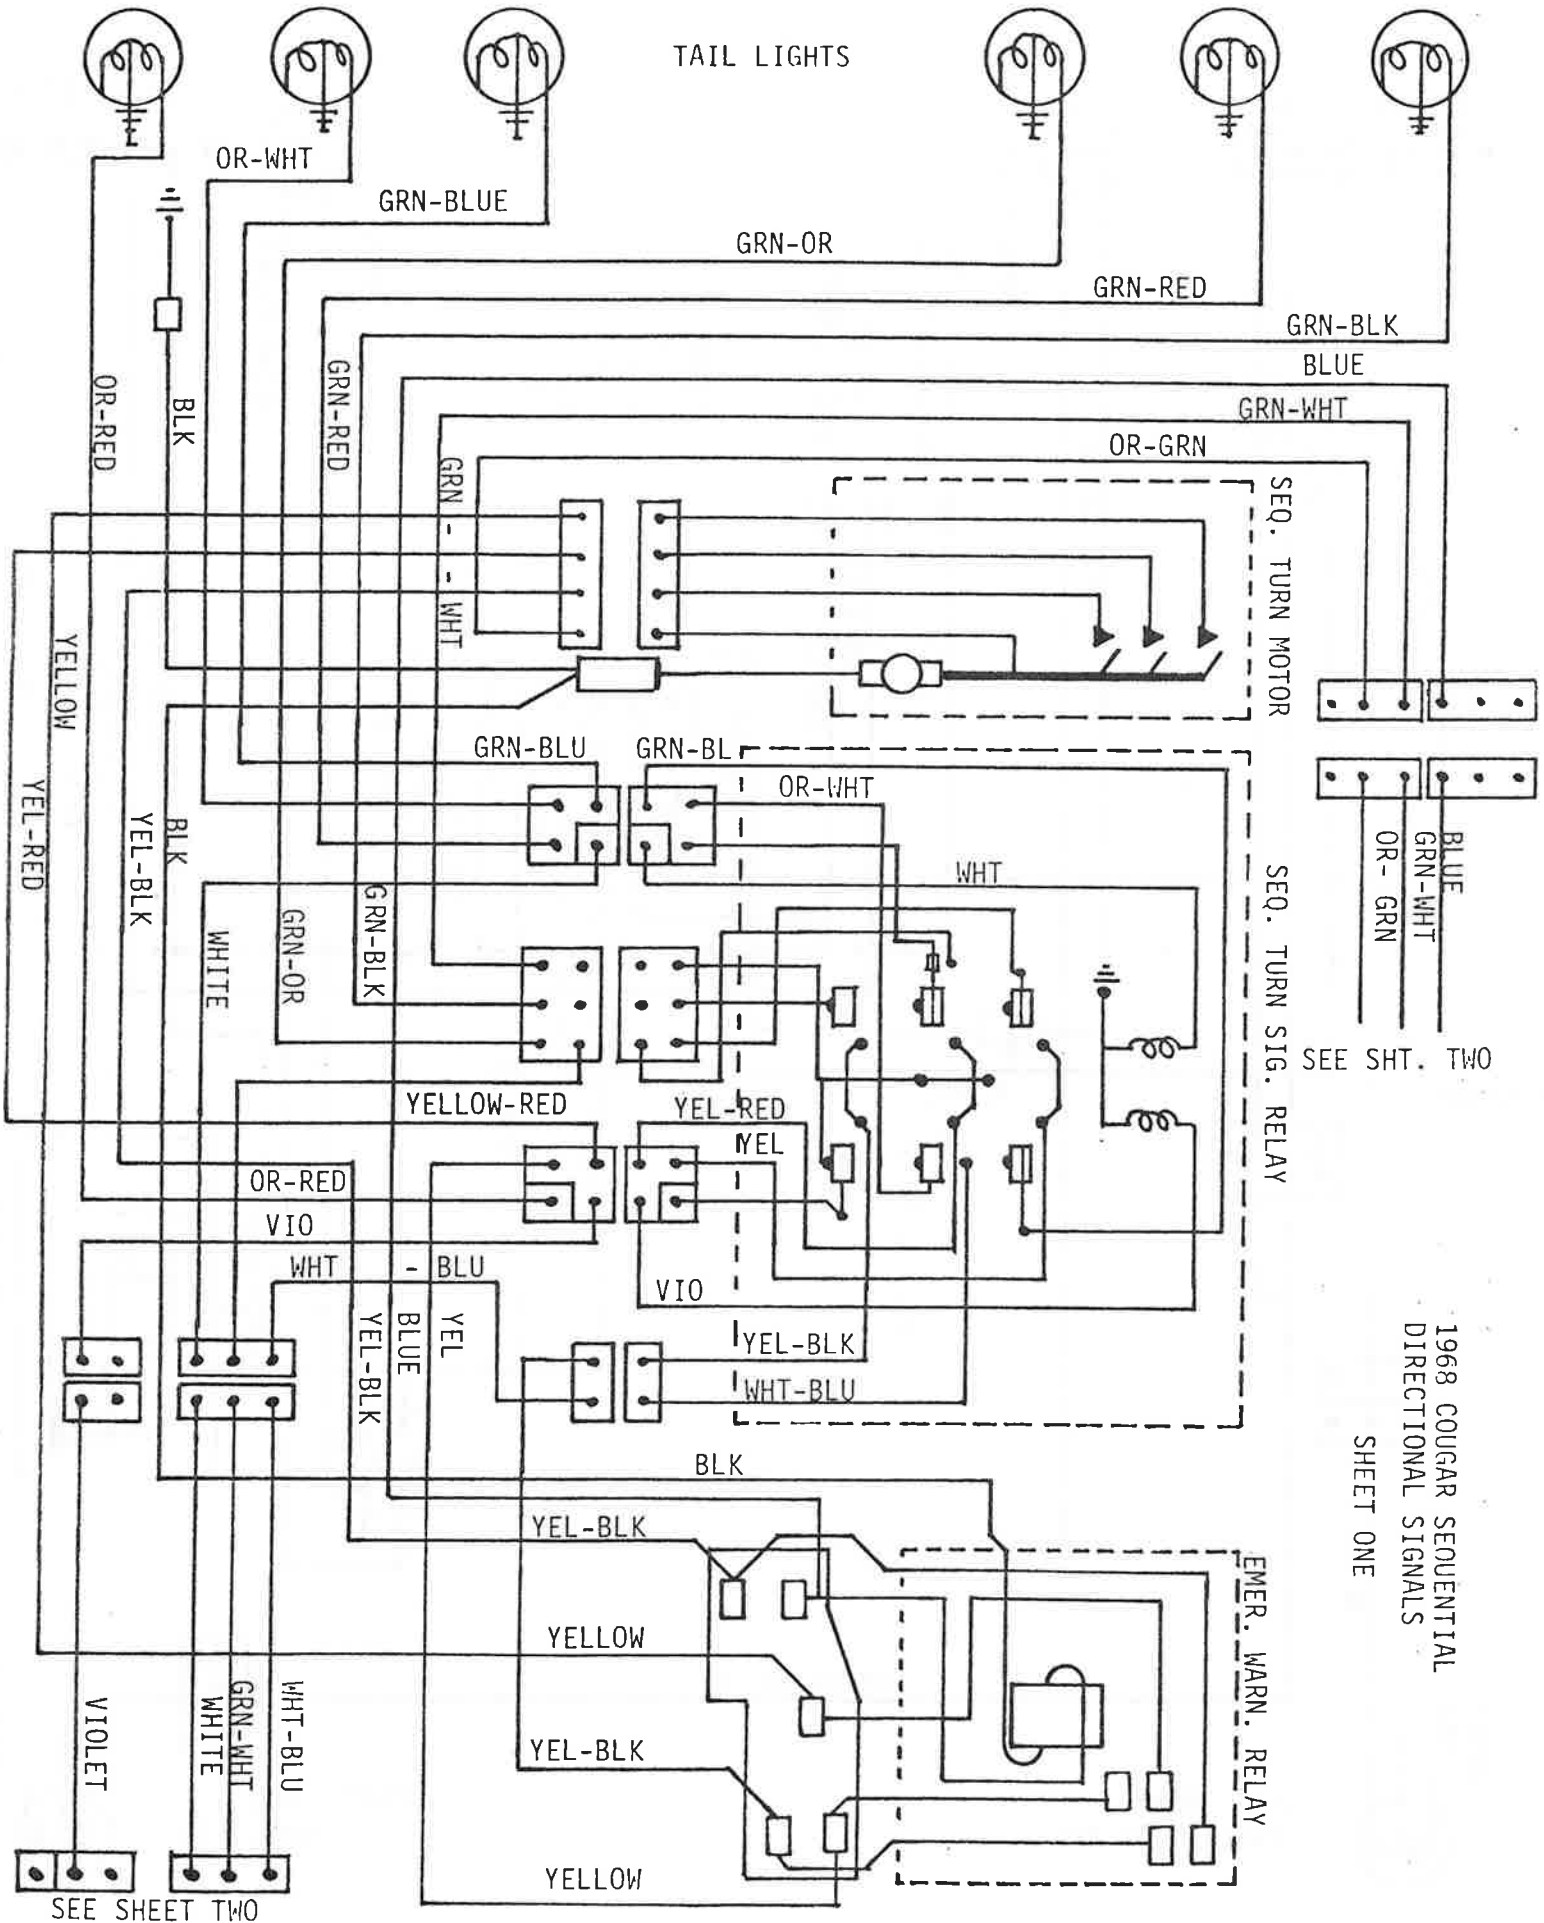 TAIL LIGHTS
OR-WHT
GRN-BLUE
GRN-OR
GRN-RED
GRN-BLK
BLUE
GRN-WHT
OR-GRN
OR-RED
BLK
GRN-RED
GRN - - WHT
SEQ. TURN MOTOR
YELLOW
YEL-RED
YEL-BLK
BLK
WHITE
GRN-OR
GRN-BLK
GRN-BLU
GRN-BL
OR-WHT
WHT
SEQ. TURN SIG. RELAY
OR- GRN
GRN-WHT
BLUE
SEE SHT. TWO
YELLOW-RED
YEL-RED
YEL
OR-RED
VIO
WHT - BLU
VIO
YEL-BLK
BLUE
YEL
YEL-BLK
WHT-BLU
1968 COUGAR SEQUENTIAL
DIRECTIONAL SIGNALS
SHEET ONE
BLK
YEL-BLK
EMER. WARN. RELAY
YELLOW
YEL-BLK
VIOLET
WHITE
GRN-WHT
WHT-BLU
YELLOW
SEE SHEET TWO